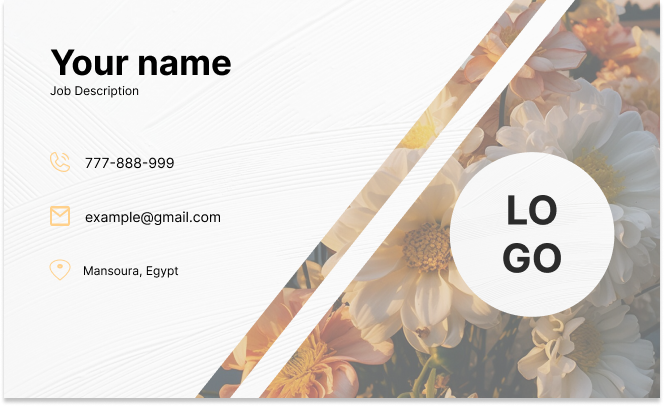 Your name
Job Description
777-888-999
example@gmail.com
Mansoura, Egypt
LO
GO